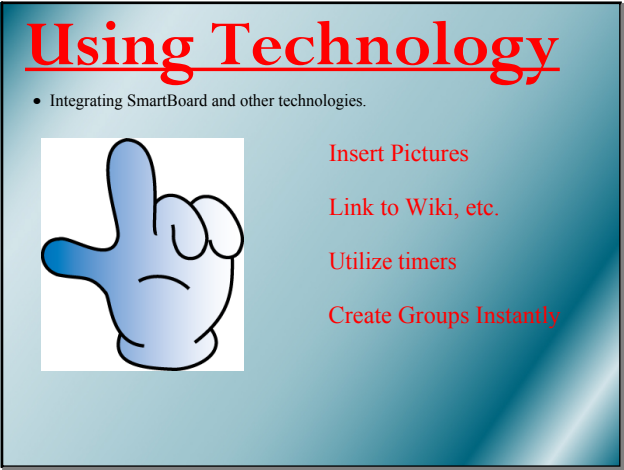 Using Technology
• Integrating SmartBoard and other technologies.
Insert Pictures
Link to Wiki, etc.
Utilize timers
Create Groups Instantly